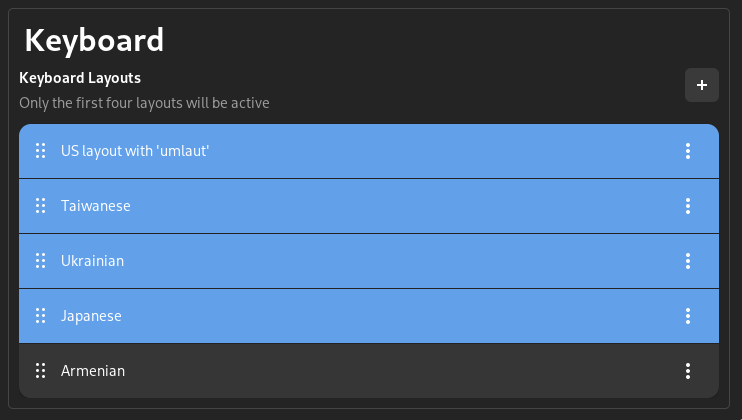 Keyboard
Keyboard Layouts
Only the first four layouts will be active
US layout with 'umlaut'
Taiwanese
Ukrainian
Japanese
Armenian